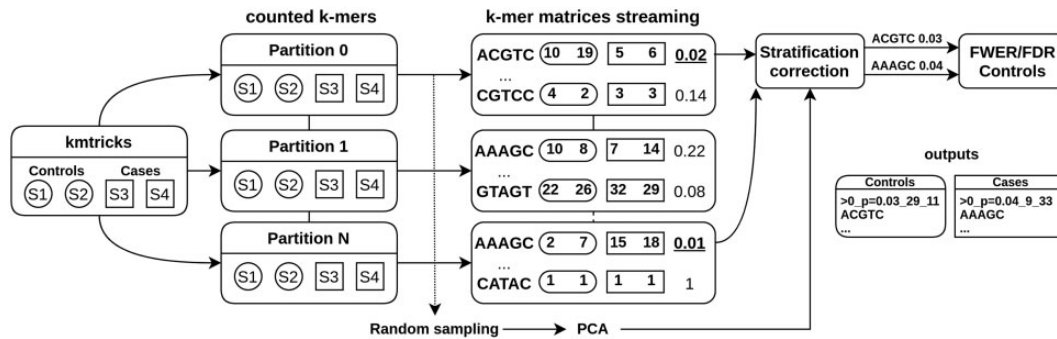 counted k-mers
k-mer matrices streaming
kmtricks
Controls Cases
S1 S2 S3 S4
Partition 0
S1 S2 S3 S4
Partition 1
S1 S2 S3 S4
Partition N
S1 S2 S3 S4
ACGTC 10 19 5 6 0.02
...
CGTCC 4 2 3 3 0.14
AAAGC 10 8 7 14 0.22
...
GTAGT 22 26 32 29 0.08
AAAGC 2 7 15 18 0.01
...
CATAC 1 1 1 1 1
Random sampling
PCA
Stratification
correction
ACGTC 0.03
AAAGC 0.04
FWER/FDR
Controls
outputs
Controls
>0_p=0.03_29_11
ACGTC
...
Cases
>0_p=0.04_9_33
AAAGC
...